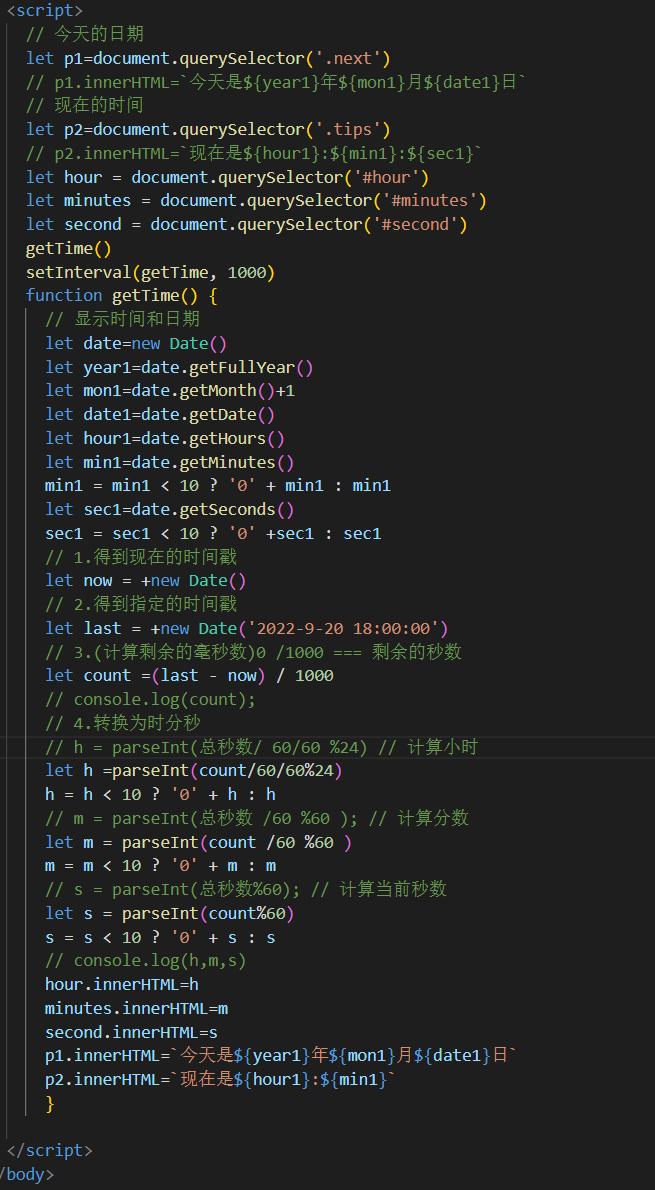 <script>
// 今天的日期
let p1=document.querySelector('.next')
// p1.innerHTML=`今天是${year1}年${mon1}月${date1}日`
// 现在的时间
let p2=document.querySelector('.tips')
// p2.innerHTML=`现在是${hour1}:${min1}:${sec1}`
let hour = document.querySelector('#hour')
let minutes = document.querySelector('#minutes')
let second = document.querySelector('#second')
getTime()
setInterval(getTime, 1000)
function getTime() {
// 显示时间和日期
let date=new Date()
let year1=date.getFullYear()
let mon1=date.getMonth()+1
let date1=date.getDate()
let hour1=date.getHours()
let min1=date.getMinutes()
min1 = min1 < 10 ? '0' + min1 : min1
let sec1=date.getSeconds()
sec1 = sec1 < 10 ? '0' +sec1 : sec1
// 1.得到现在的时间戳
let now = +new Date()
// 2.得到指定的时间戳
let last = +new Date('2022-9-20 18:00:00')
// 3.(计算剩余的毫秒数)0 /1000 === 剩余的秒数
let count =(last - now) / 1000
// console.log(count);
// 4.转换为时分秒
// h = parseInt(总秒数/ 60/60 %24) // 计算小时
let h =parseInt(count/60/60%24)
h = h < 10 ? '0' + h : h
// m = parseInt(总秒数 /60 %60 ); // 计算分数
let m = parseInt(count /60 %60 )
m = m < 10 ? '0' + m : m
// s = parseInt(总秒数%60); // 计算当前秒数
let s = parseInt(count%60)
s = s < 10 ? '0' + s : s
// console.log(h,m,s)
hour.innerHTML=h
minutes.innerHTML=m
second.innerHTML=s
p1.innerHTML=`今天是${year1}年${mon1}月${date1}日`
p2.innerHTML=`现在是${hour1}:${min1}`
}
</script>
/body>